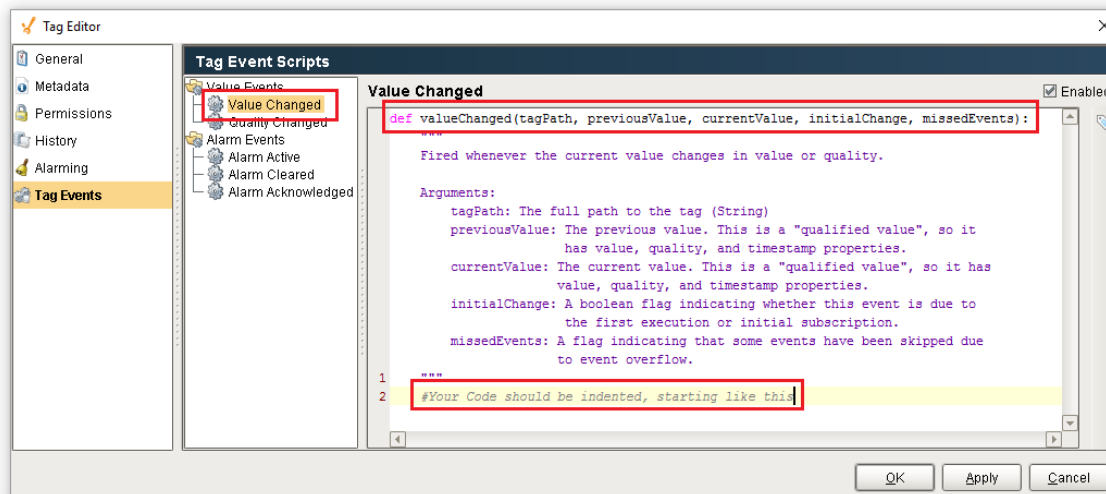 Tag Editor
General
Metadata
Permissions
History
Alarming
Tag Events
Tag Event Scripts
Value Events
Value Changed
Quality Changed
Alarm Events
Alarm Active
Alarm Cleared
Alarm Acknowledged
Value Changed
Enabled
def valueChanged(tagPath, previousValue, currentValue, initialChange, missedEvents):
"""
Fired whenever the current value changes in value or quality.
Arguments:
tagPath: The full path to the tag (String)
previousValue: The previous value. This is a "qualified value", so it
has value, quality, and timestamp properties.
currentValue: The current value. This is a "qualified value", so it has
value, quality, and timestamp properties.
initialChange: A boolean flag indicating whether this event is due to
the first execution or initial subscription.
missedEvents: A flag indicating that some events have been skipped due
to event overflow.
1 """
2 #Your Code should be indented, starting like this
OK Apply Cancel